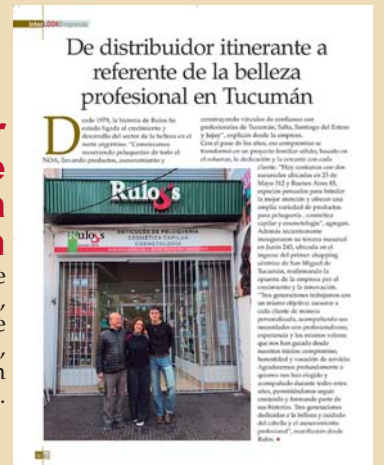 interLOOK Empresas
De distribuidor itinerante a
referente de la belleza
profesional en Tucumán
Desde 1979, la historia de Rulos ha
estado ligada al crecimiento y
desarrollo del sector de la belleza en el
norte argentino. "Comenzamos
recorriendo peluquerías de todo el
NOA, llevando productos, asesoramiento y
construyendo vínculos de confianza con
profesionales de Tucumán, Salta, Santiago del Estero
y Jujuy", explican desde la empresa.
Con el paso de los años, ese compromiso se
transformó en un proyecto familiar sólido, basado en
el esfuerzo, la dedicación y la cercanía con cada
cliente. "Hoy contamos con dos
sucursales ubicadas en 25 de
Mayo 512 y Buenos Aires 85,
espacios pensados para brindar
la mejor atención y ofrecer una
amplia variedad de productos
para peluquería, cosmética
capilar y cosmetología", agregan.
Además recientemente
inauguraron su tercera sucursal
en Junín 243, ubicada en el
ingreso del primer shopping
céntrico de San Miguel de
Tucumán, reafirmando la
apuesta de la empresa por el
crecimiento y la innovación.
"Tres generaciones trabajamos con
un mismo objetivo: asesorar a
cada cliente de manera
personalizada, acompañando sus
necesidades con profesionalismo,
experiencia y los mismos valores
que nos han guiado desde
nuestros inicios: compromiso,
honestidad y vocación de servicio.
Agradecemos profundamente a
quienes nos han elegido y
acompañado durante todos estos
años, permitiéndonos seguir
creciendo y formando parte de
sus historias. Tres generaciones
dedicadas a la belleza y cuidado
del cabello y el asesoramiento
profesional", manifiestan desde
Rulos.
Rulos
Rulos
ARTÍCULOS DE PELUQUERÍA
COSMÉTICA CAPILAR
COSMETOLOGÍA